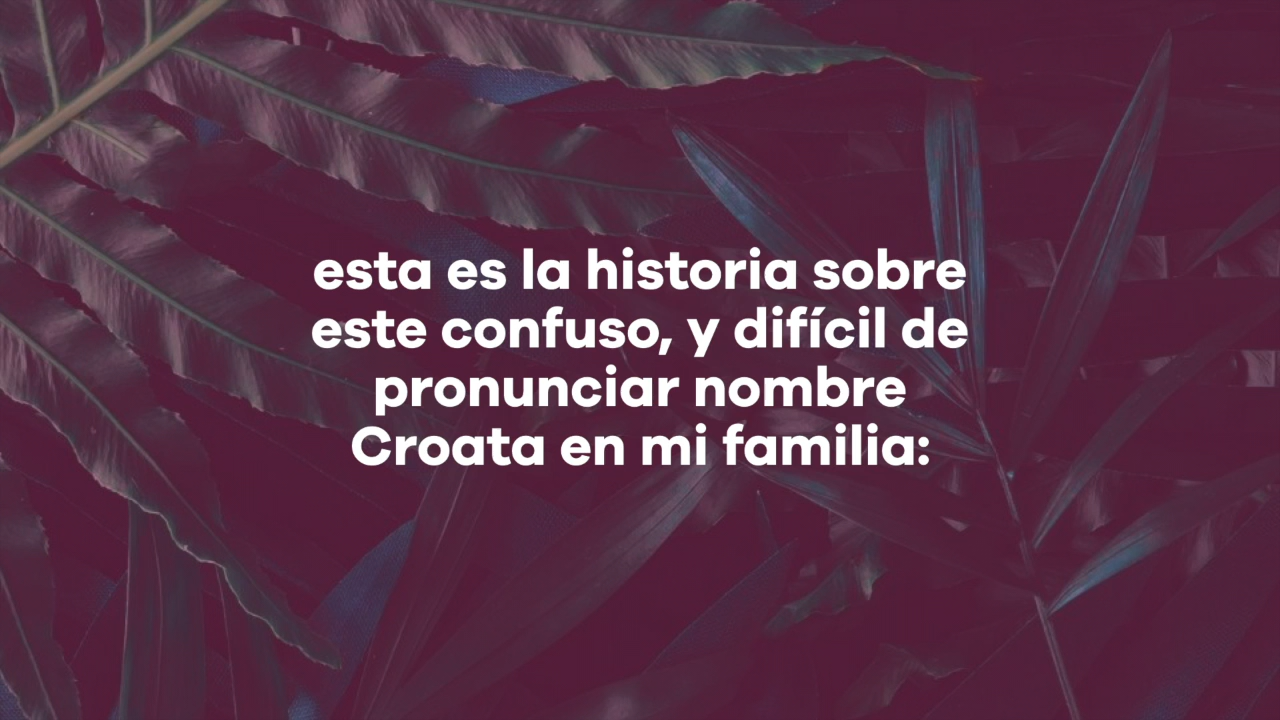 esta es la historia sobre
este confuso, y difícil de
pronunciar nombre
Croata en mi familia: